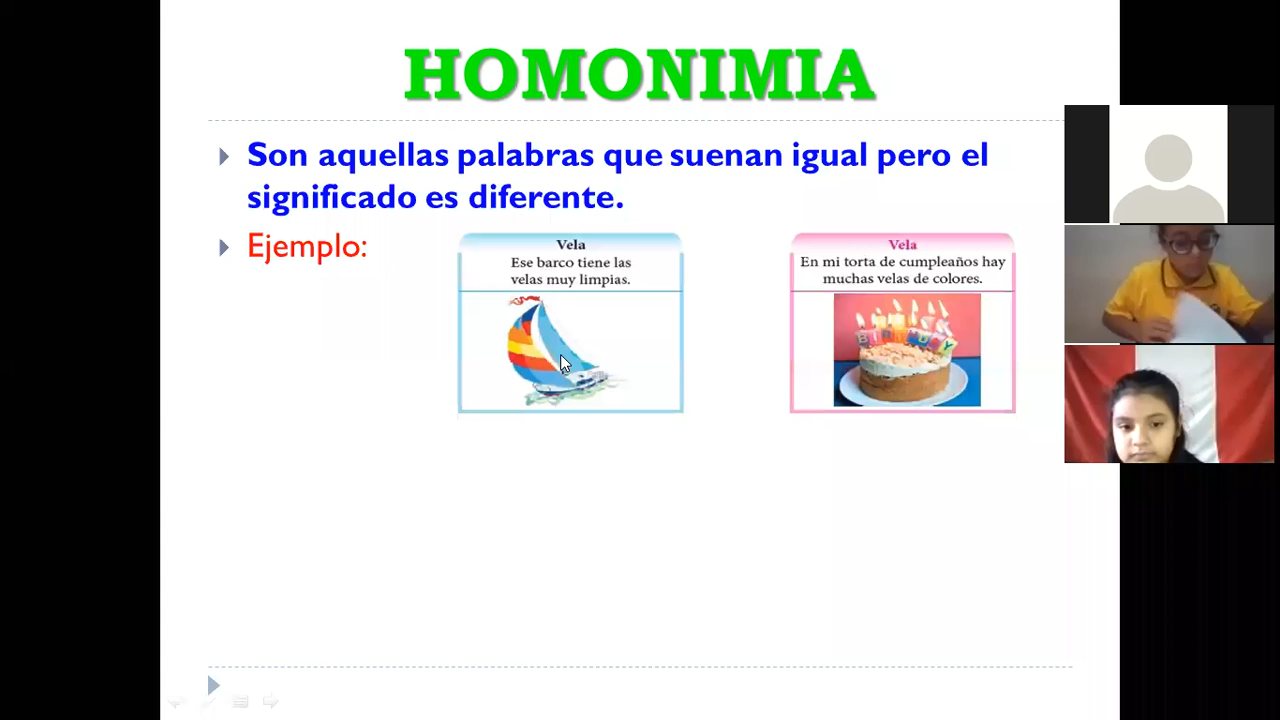 HOMONIMIA
Son aquellas palabras que suenan igual pero el
significado es diferente.
Ejemplo:
Vela
Ese barco tiene las
velas muy limpias.
Vela
En mi torta de cumpleaños hay
muchas velas de colores.
BIRTHDAY